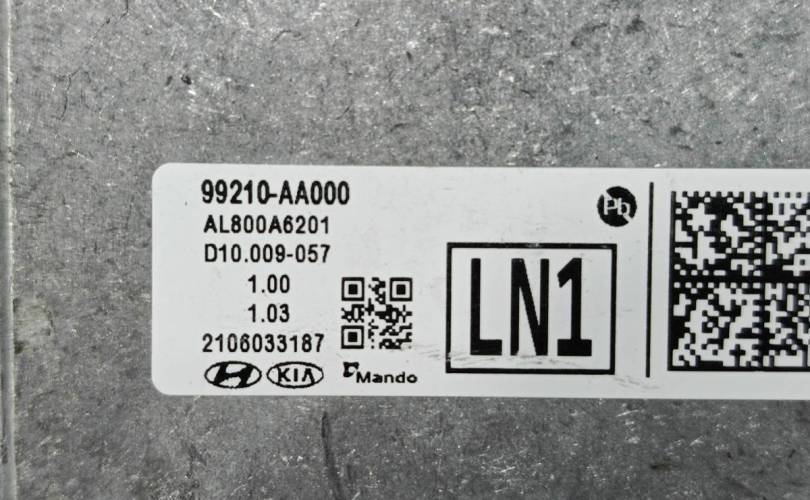 99210-AA000
AL800A6201
D10.009-057
1.00
1.03
2106033187
KIA
Mando
Pb
LN1